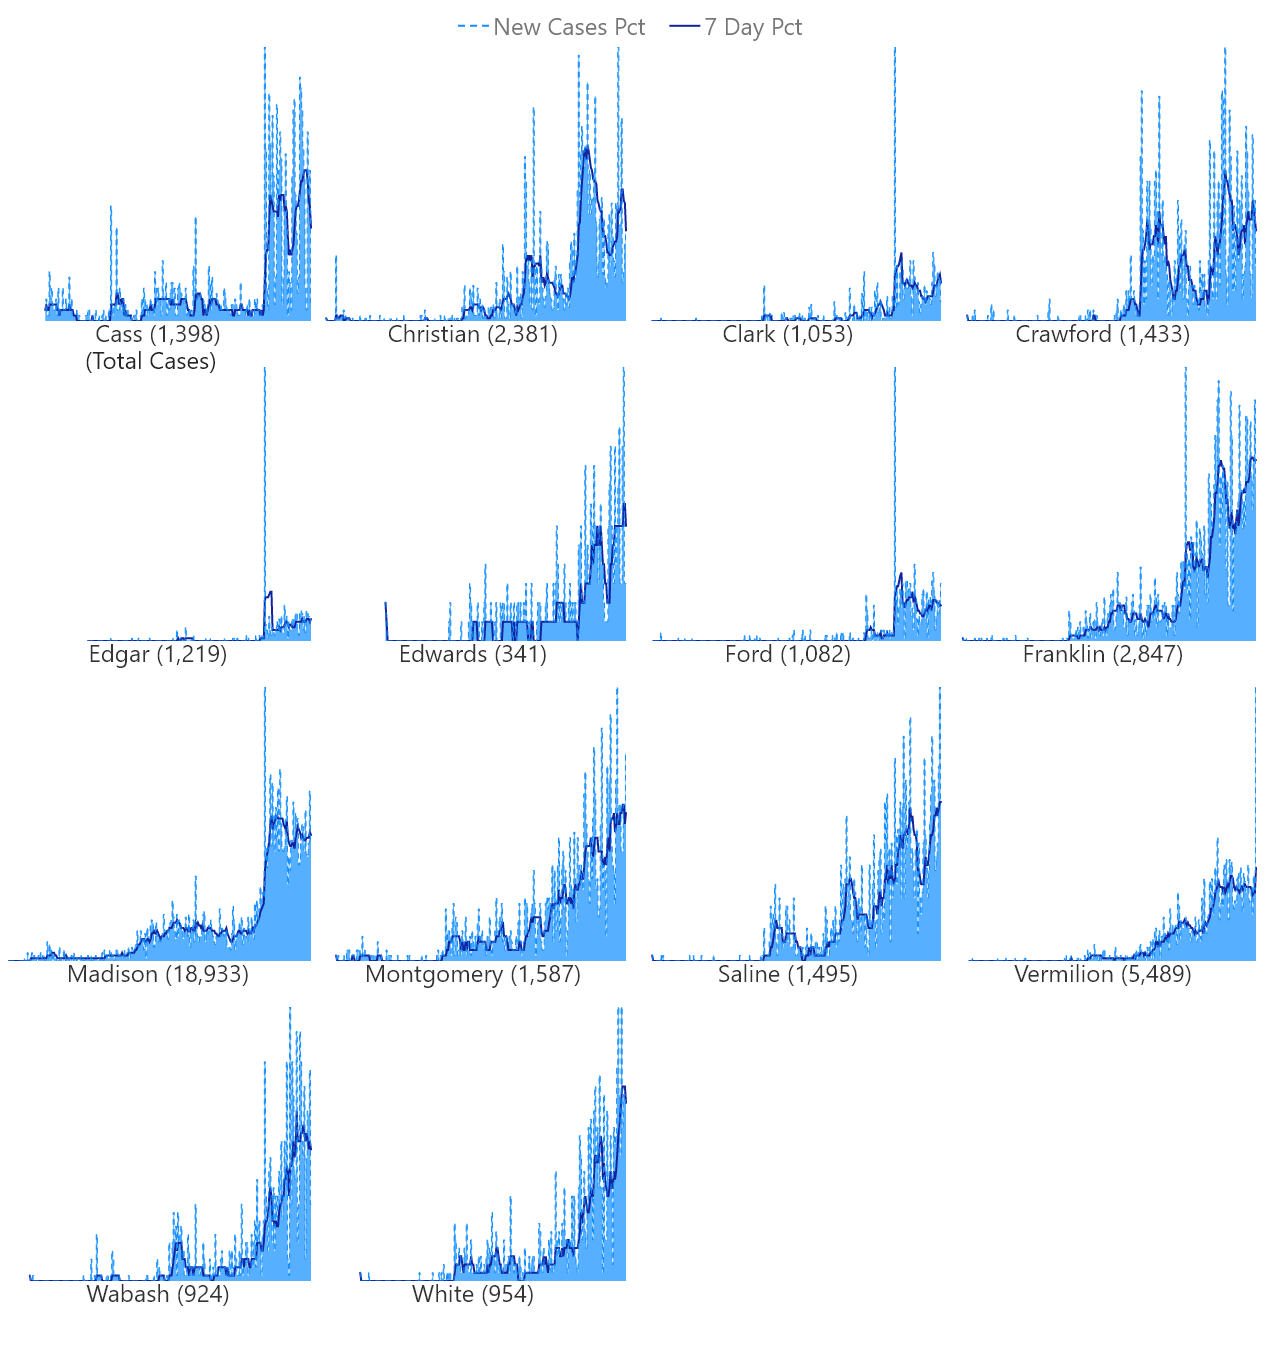 New Cases Pct 7 Day Pct
Cass (1,398) Christian (2,381) Clark (1,053) Crawford (1,433)
(Total Cases)
Edgar (1,219) Edwards (341) Ford (1,082) Franklin (2,847)
Madison (18,933) Montgomery (1,587) Saline (1,495) Vermilion (5,489)
Wabash (924) White (954)